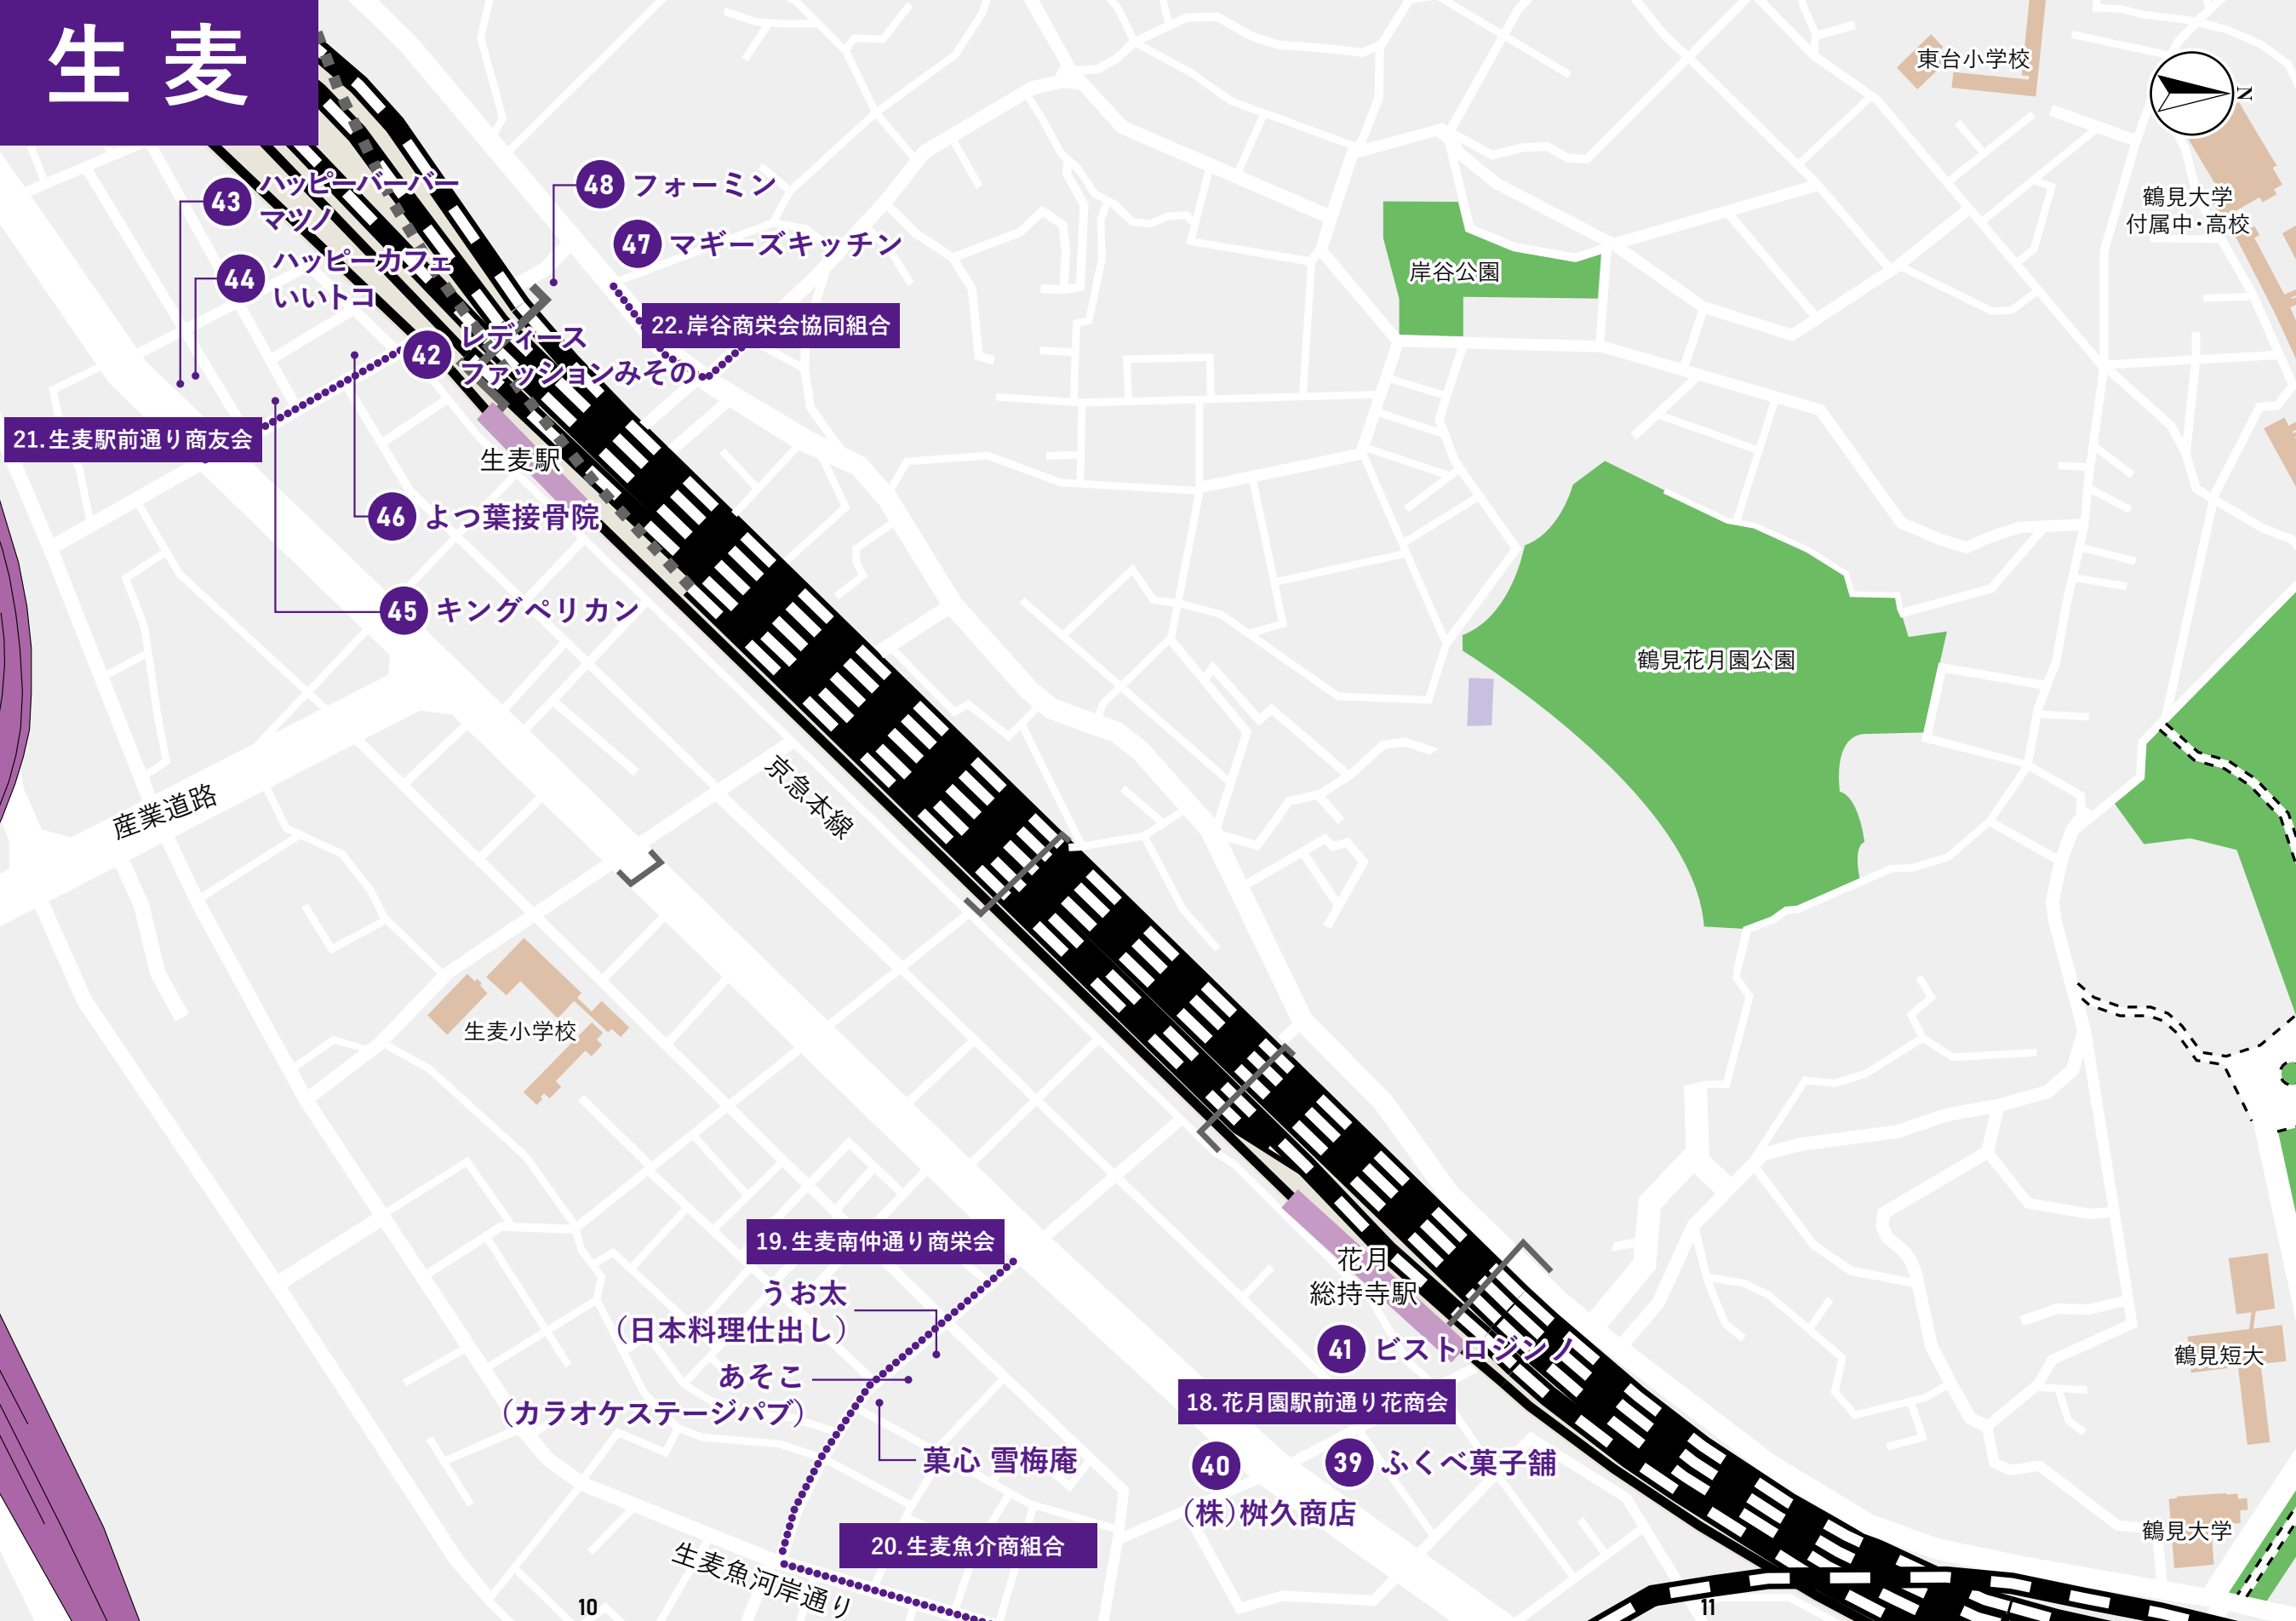 生麦
東台小学校
N
鶴見大学
付属中・高校
43 ハッピーバーバー
マツノ
44 ハッピーカフェ
いいトコ
48 フォーミン
47 マギーズキッチン
22. 岸谷商栄会協同組合
42 レディース
ファッションみその
岸谷公園
21. 生麦駅前通り商友会
生麦駅
46 よつ葉接骨院
45 キングペリカン
鶴見花月園公園
産業道路
京急本線
生麦小学校
19. 生麦南仲通り商栄会
うお太
（日本料理仕出し）
あそこ
（カラオケステージパブ）
菓心 雪梅庵
花月
総持寺駅
41 ビストロジンノ
18. 花月園駅前通り花商会
40
（株）桝久商店
39 ふくべ菓子舗
鶴見短大
鶴見大学
20. 生麦魚介商組合
生麦魚河岸通り
10
11